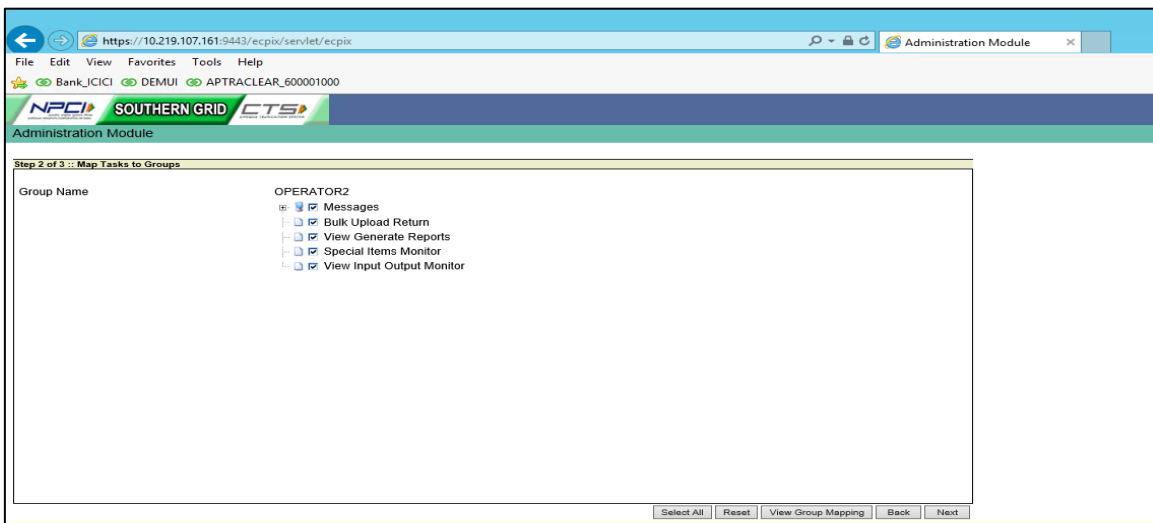 https://10.219.107.161:9443/ecpix/servlet/ecpix
Administration Module
File Edit View Favorites Tools Help
Bank_ICICI DEMUI APTRACLEAR_600001000
NPCI SOUTHERN GRID CTS
Administration Module
Step 2 of 3 :: Map Tasks to Groups
Group Name OPERATOR2
Messages
Bulk Upload Return
View Generate Reports
Special Items Monitor
View Input Output Monitor
Select All Reset View Group Mapping Back Next